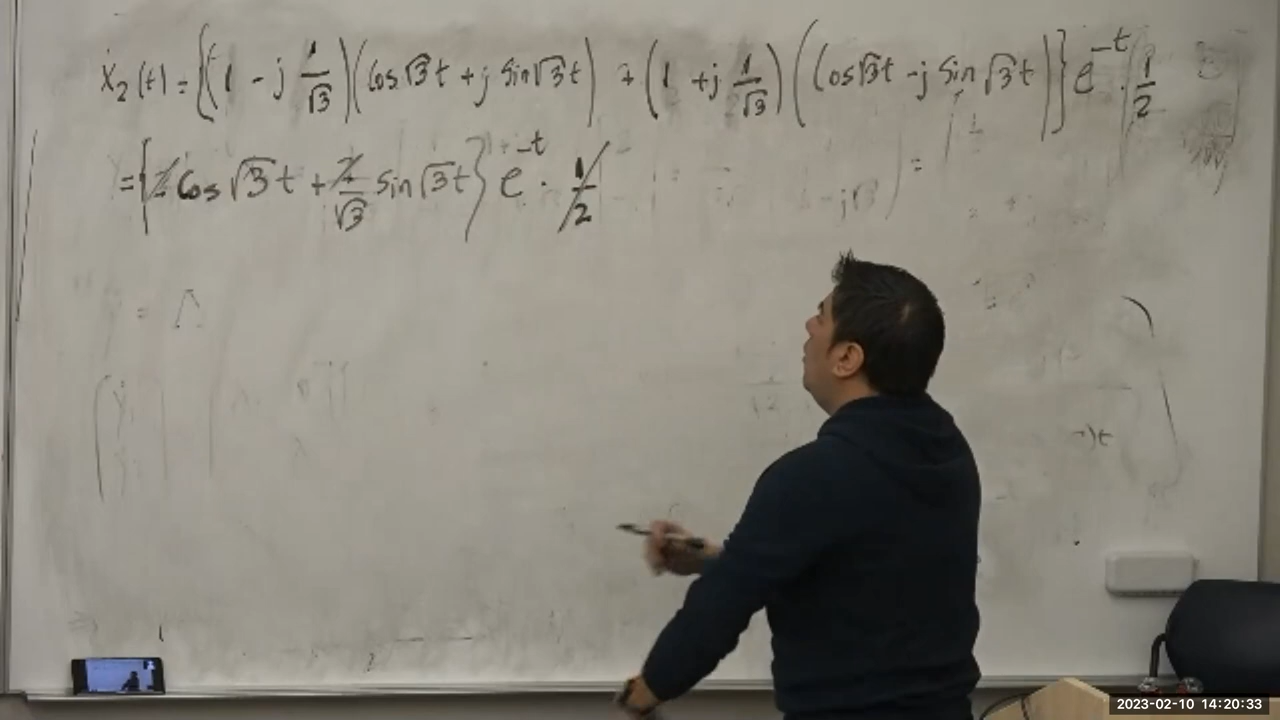 x₂(t) = {(1 - j 1/√3)(cos√3t + j sin√3t) + (1 + j 1/√3)(cos√3t - j sin√3t)} e^-t · 1/2
= {2 cos √3t + 2/√3 sin√3t} e^-t · 1/2
2023-02-10 14:20:33